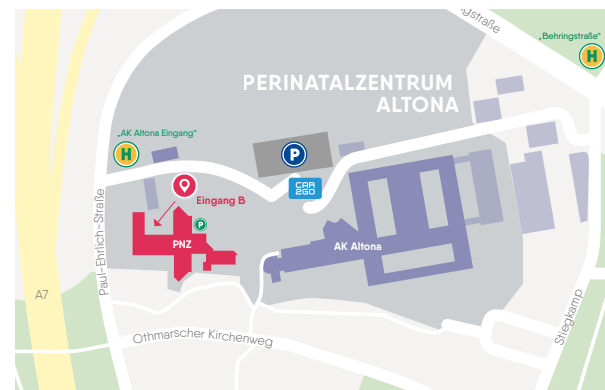 gstraße
„Behringstraße“
H
PERINATALZENTRUM
ALTONA
„AK Altona Eingang“
H
P
CAR
2GO
Eingang B
P
PNZ
AK Altona
Paul-Ehrlich-Straße
A7
Othmarscher Kirchenweg
Stiegkamp